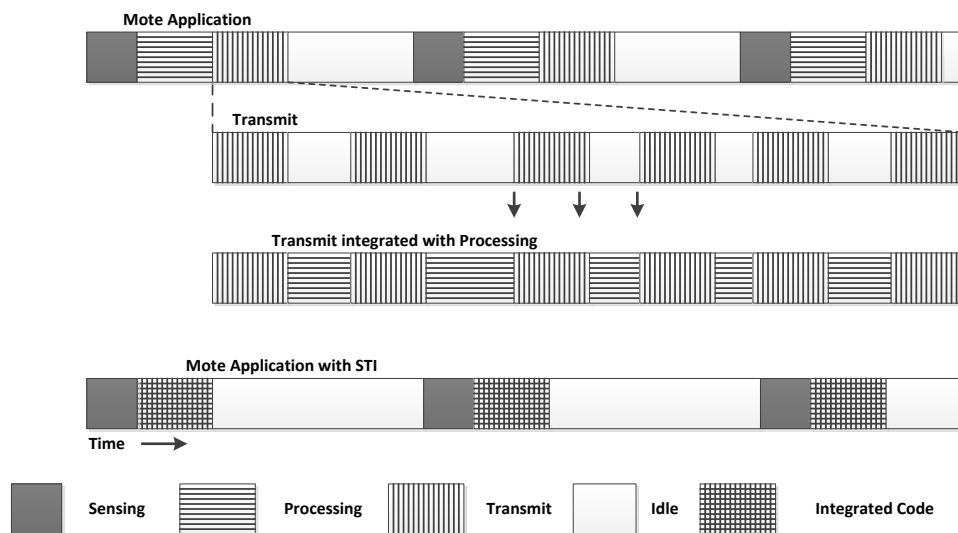 Mote Application
Transmit
Transmit integrated with Processing
Mote Application with STI
Time
Sensing
Processing
Transmit
Idle
Integrated Code